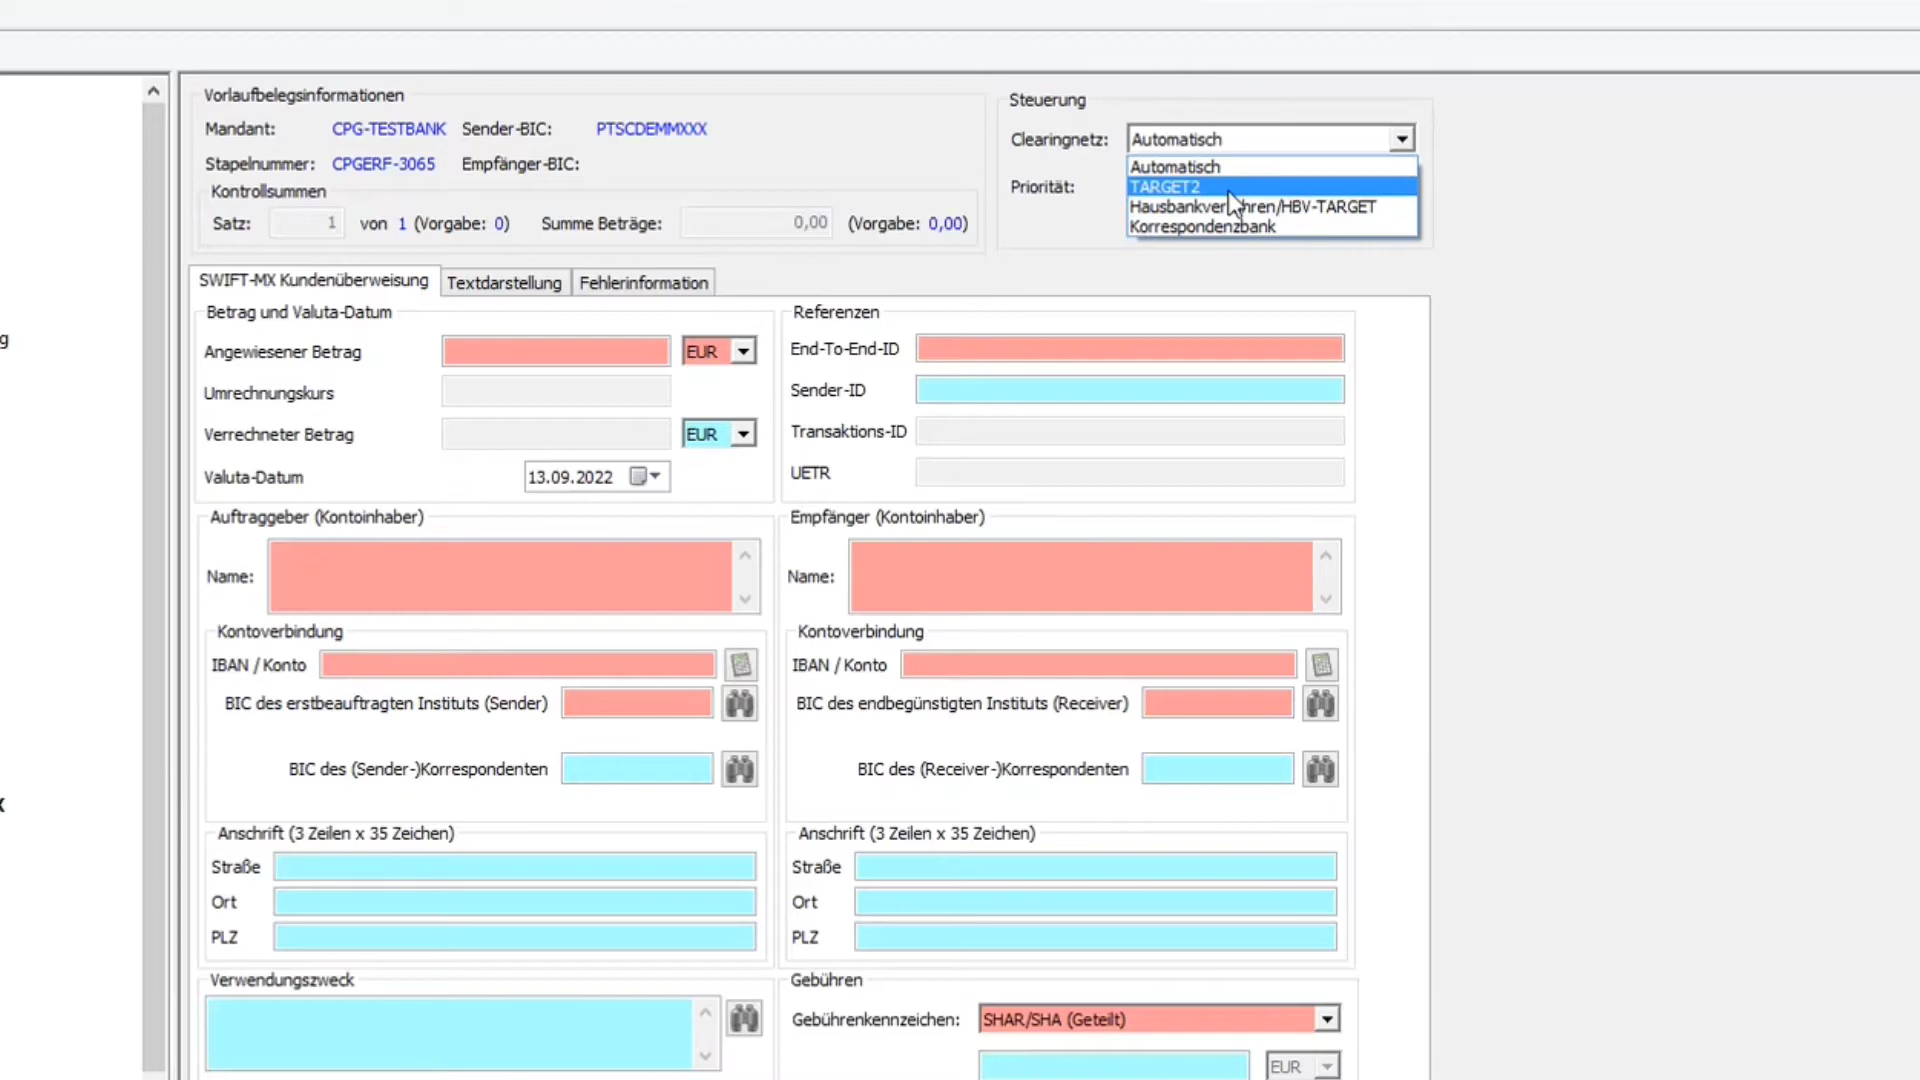 Vorlaufbelegsinformationen
Mandant: CPG-TESTBANK Sender-BIC: PTSCDEMMXXX
Stapelnummer: CPGERF-3065 Empfänger-BIC:
Kontrollsummen
Satz: 1 von 1 (Vorgabe: 0) Summe Beträge: 0,00 (Vorgabe: 0,00)
Steuerung
Clearingnetz: Automatisch
Automatisch
Priorität: TARGET2
Hausbankverfahren/HBV-TARGET
Korrespondenzbank
SWIFT-MX Kundenüberweisung Textdarstellung Fehlerinformation
Betrag und Valuta-Datum
Angewiesener Betrag EUR
Umrechnungskurs
Verrechneter Betrag EUR
Valuta-Datum 13.09.2022
Referenzen
End-To-End-ID
Sender-ID
Transaktions-ID
UETR
g
Auftraggeber (Kontoinhaber)
Name:
Kontoverbindung
IBAN / Konto
BIC des erstbeauftragten Instituts (Sender)
BIC des (Sender-)Korrespondenten
Anschrift (3 Zeilen x 35 Zeichen)
Straße
Ort
PLZ
Empfänger (Kontoinhaber)
Name:
Kontoverbindung
IBAN / Konto
BIC des endbegünstigten Instituts (Receiver)
BIC des (Receiver-)Korrespondenten
Anschrift (3 Zeilen x 35 Zeichen)
Straße
Ort
PLZ
Verwendungszweck
Gebühren
Gebührenkennzeichen: SHAR/SHA (Geteilt)
EUR